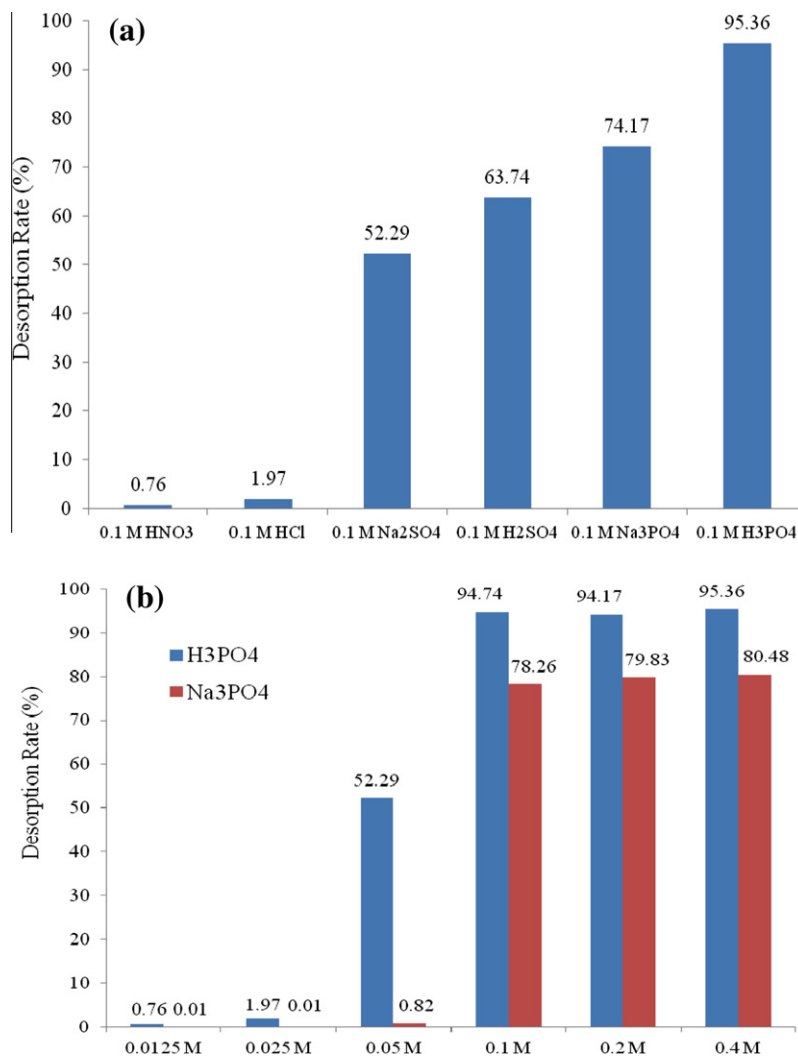 (a)
Desorption Rate (%)
100
90
80
70
60
50
40
30
20
10
0
0.76
1.97
52.29
63.74
74.17
95.36
0.1 M HNO3
0.1 M HCl
0.1 M Na2SO4
0.1 M H2SO4
0.1 M Na3PO4
0.1 M H3PO4
(b)
Desorption Rate (%)
100
90
80
70
60
50
40
30
20
10
0
H3PO4
Na3PO4
0.76 0.01
1.97 0.01
52.29
0.82
94.74
78.26
94.17
79.83
95.36
80.48
0.0125 M
0.025 M
0.05 M
0.1 M
0.2 M
0.4 M